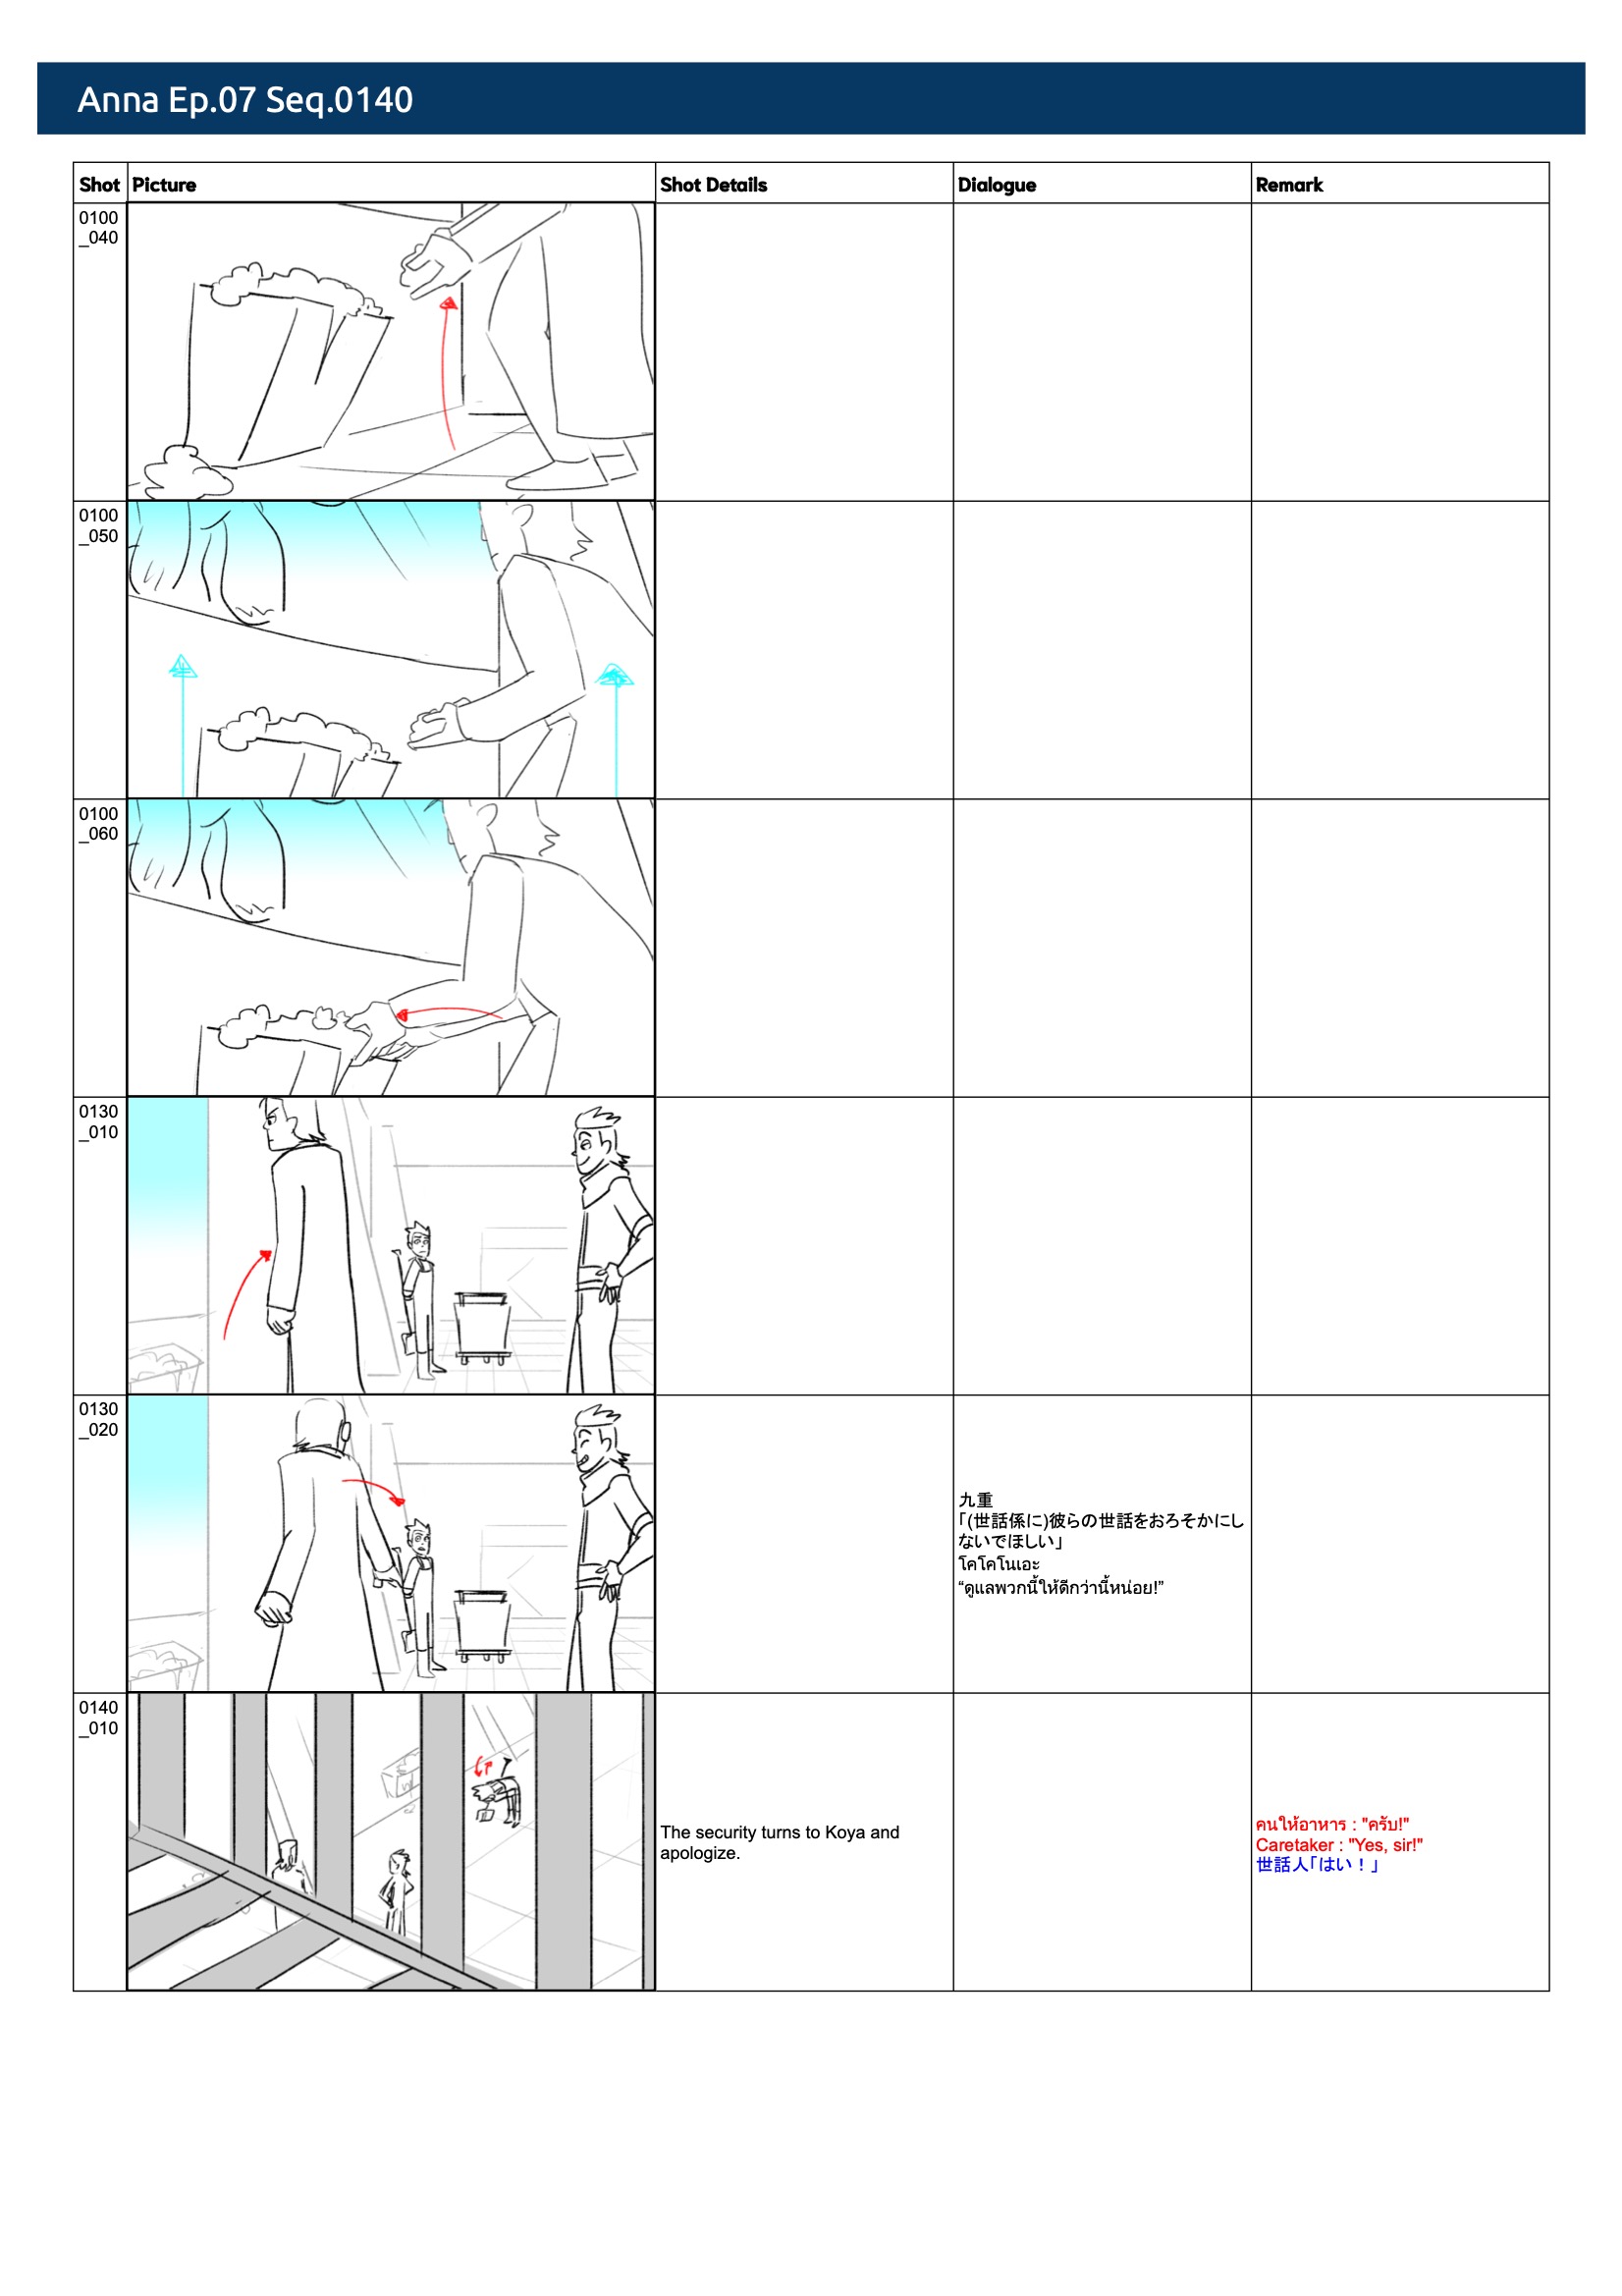 Anna Ep.07 Seq.0140
Shot Picture Shot Details Dialogue Remark
0100
_040
0100
_050
0100
_060
0130
_010
0130
_020
九重
「(世話係に)彼らの世話をおろそかにし
ないでほしい」
โคโคโนเอะ
“ดูแลพวกนี้ให้ดีกว่านี้หน่อย!”
0140
_010
The security turns to Koya and
apologize.
คนให้อาหาร : "ครับ!"
Caretaker : "Yes, sir!"
世話人「はい！」